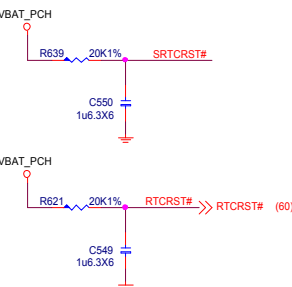 VBAT_PCH
R639 20K1% SRTCRST#
C550
1u6.3X6
VBAT_PCH
R621 20K1% RTCRST# RTCRST# (60)
C549
1u6.3X6